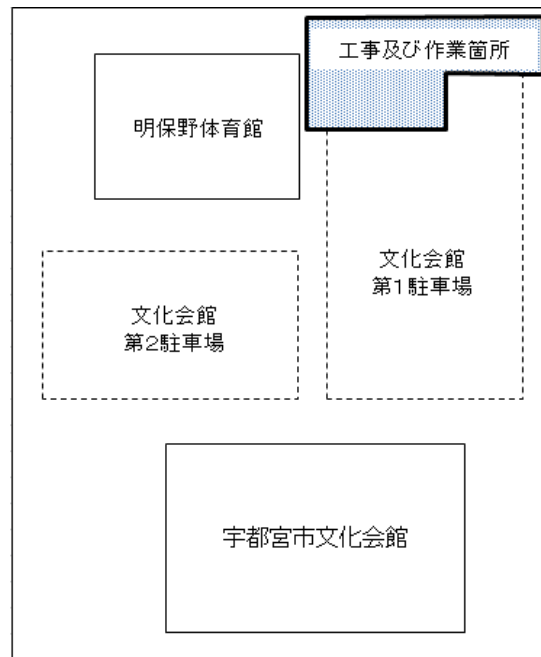 工事及び作業箇所
明保野体育館
文化会館
第1駐車場
文化会館
第2駐車場
宇都宮市文化会館